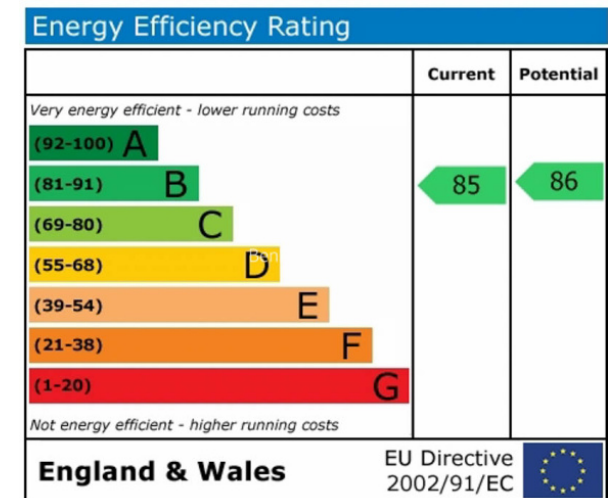 Energy Efficiency Rating
Current Potential
Very energy efficient - lower running costs
(92-100) A
(81-91) B
85 86
(69-80) C
(55-68) D
(39-54) E
(21-38) F
(1-20) G
Not energy efficient - higher running costs
England & Wales
EU Directive
2002/91/EC